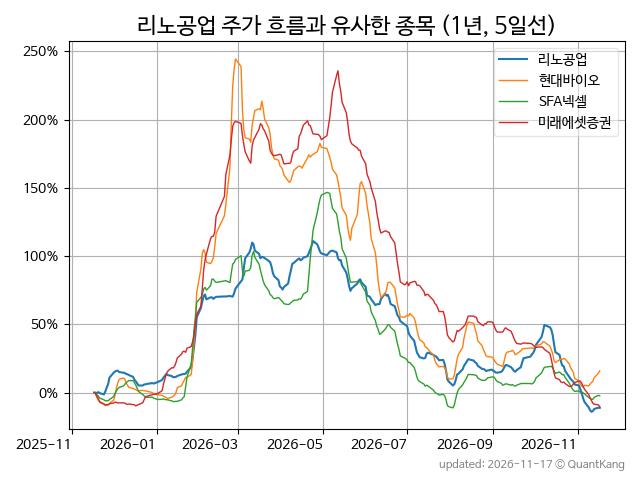 리노공업 주가 흐름과 유사한 종목 (1년, 5일선)
리노공업
현대바이오
SFA넥셀
미래에셋증권
250%
200%
150%
100%
50%
0%
2025-11
2026-01
2026-03
2026-05
2026-07
2026-09
2026-11
updated: 2026-11-17 © QuantKang